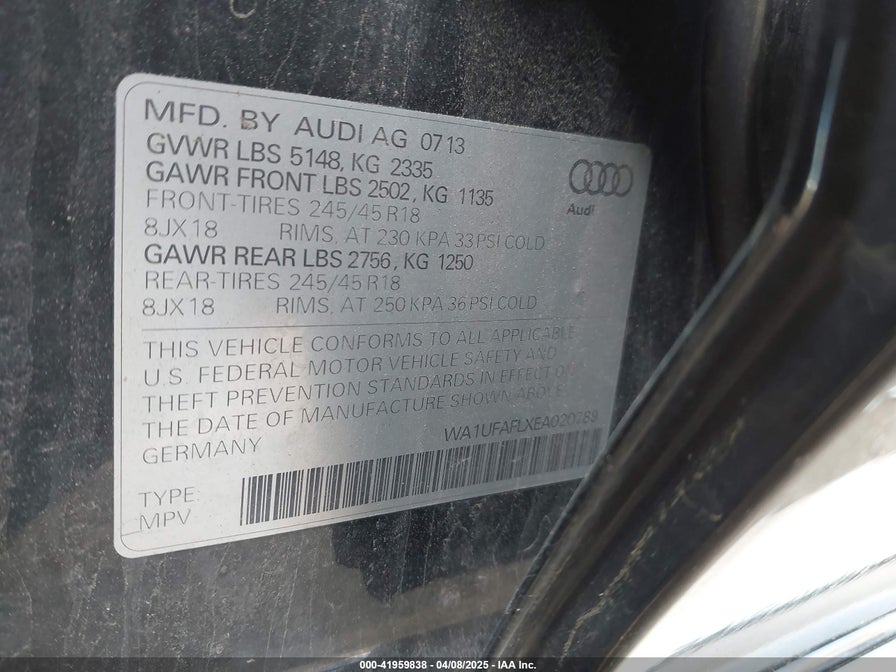 MFD. BY AUDI AG 07 13
GVWR LBS 5148, KG 2335
GAWR FRONT LBS 2502, KG 1135
FRONT-TIRES 245/45 R18
8JX18 RIMS, AT 230 KPA 33 PSI COLD
GAWR REAR LBS 2756, KG 1250
REAR-TIRES 245/45 R18
8JX18 RIMS, AT 250 KPA 36 PSI COLD
Audi
THIS VEHICLE CONFORMS TO ALL APPLICABLE
U.S. FEDERAL MOTOR VEHICLE SAFETY AND
THEFT PREVENTION STANDARDS IN EFFECT ON
THE DATE OF MANUFACTURE SHOWN ABOVE.
GERMANY
WA1UFAFLXEA020789
TYPE:
MPV
000-41959838 - 04/08/2025 - IAA Inc.